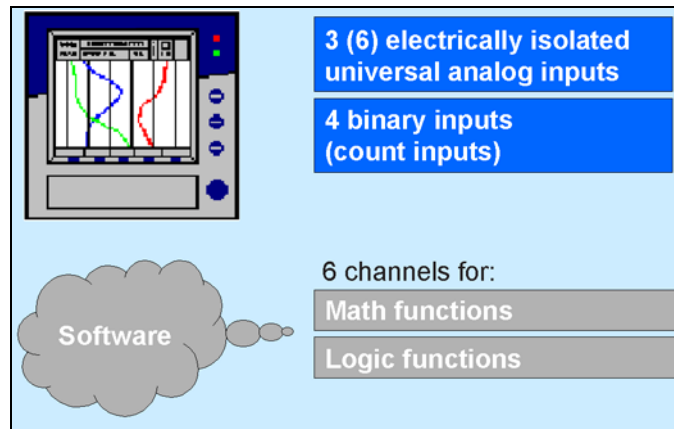 3 (6) electrically isolated
universal analog inputs
4 binary inputs
(count inputs)
6 channels for:
Software
Math functions
Logic functions